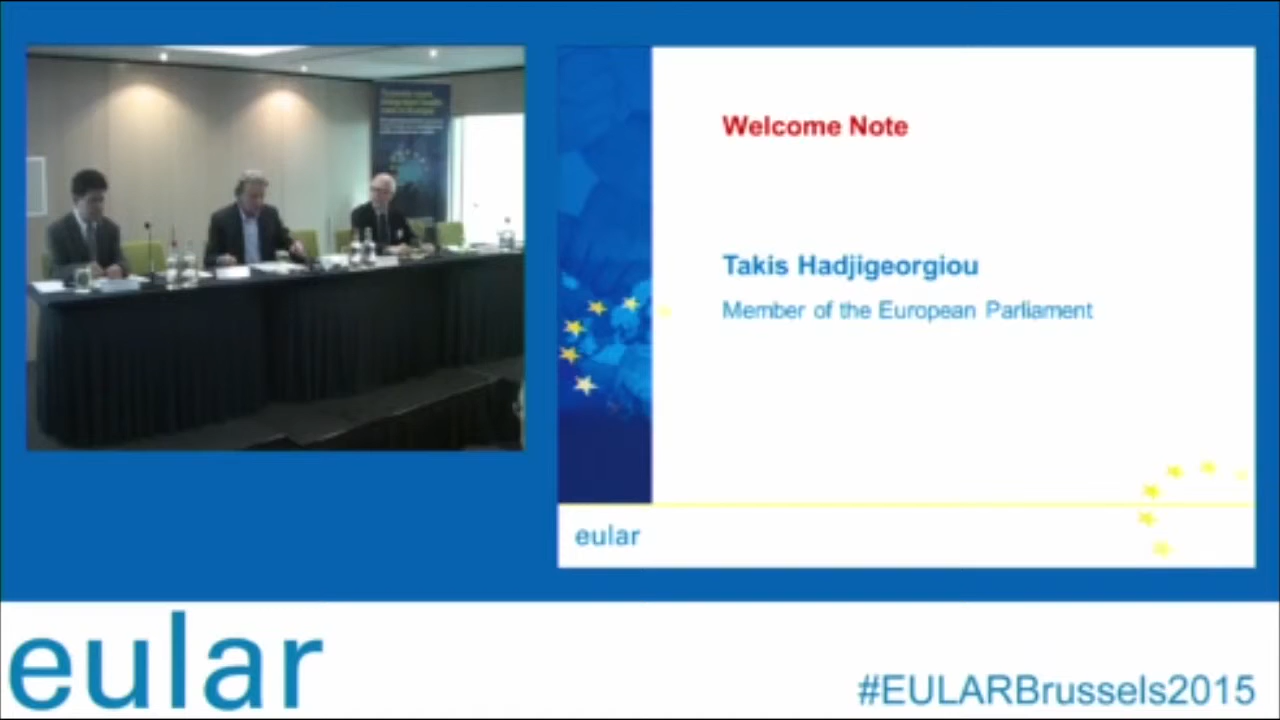 Welcome Note
Takis Hadjigeorgiou
Member of the European Parliament
eular
eular
#EULARBrussels2015